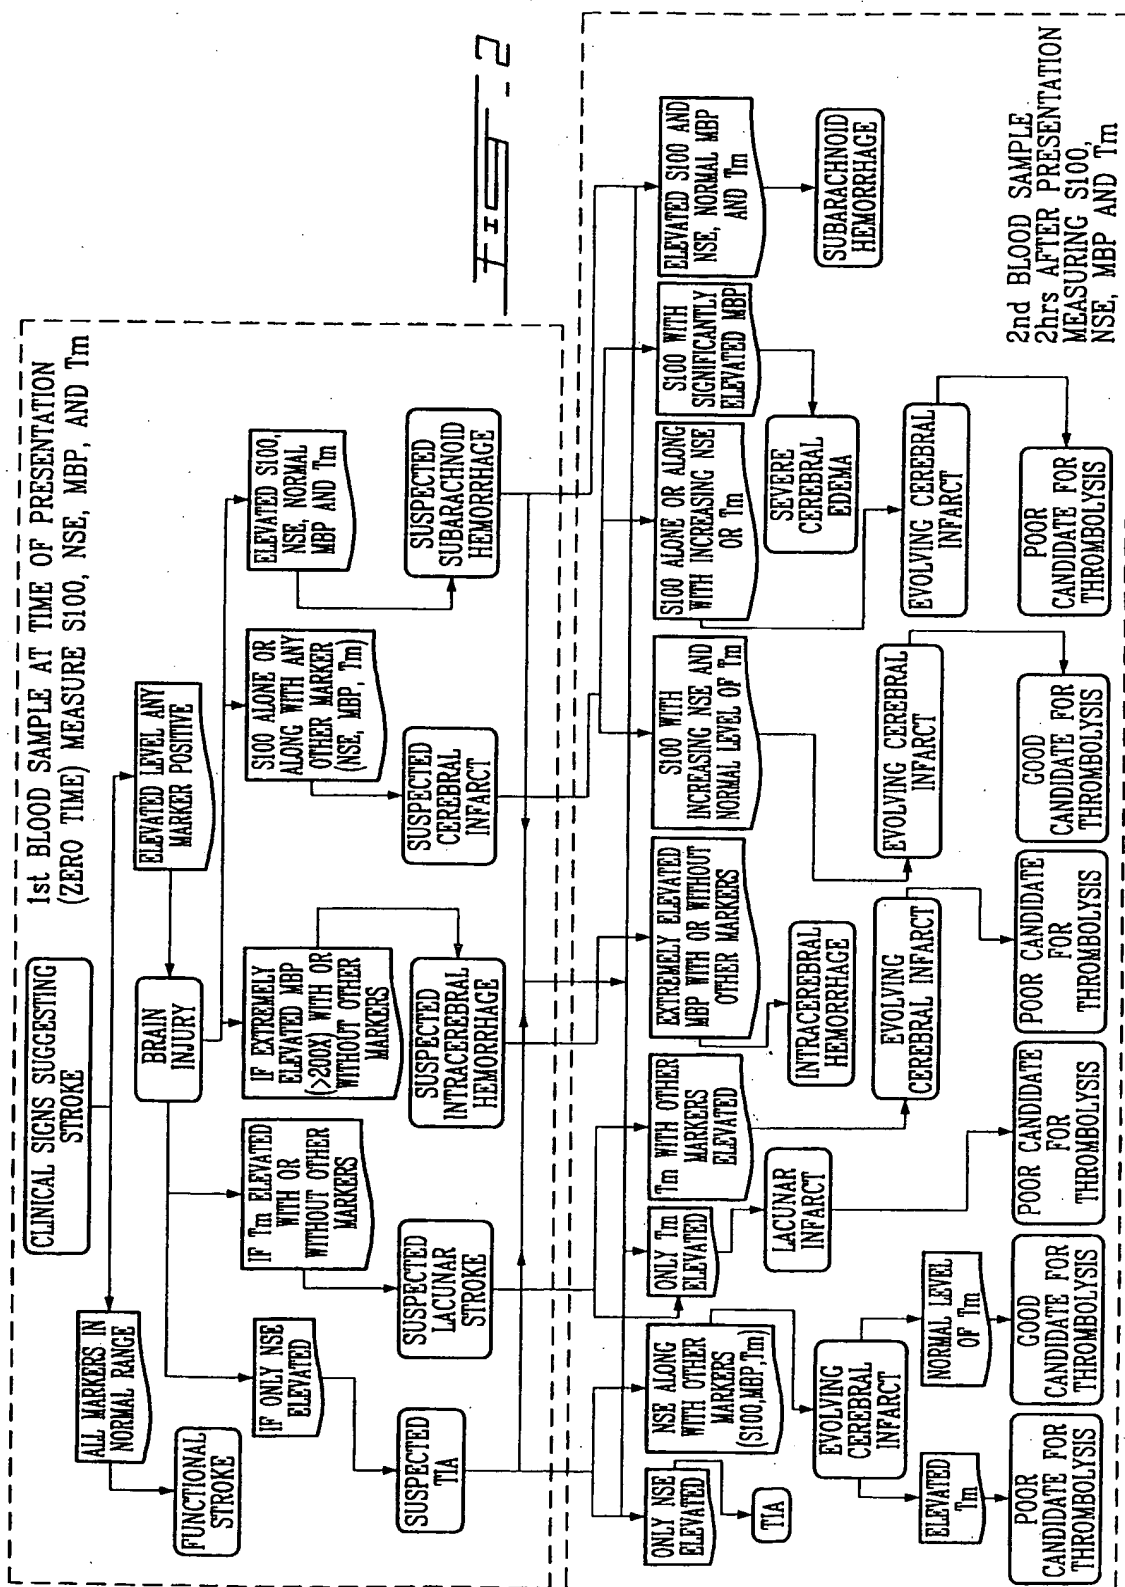 CLINICAL SIGNS SUGGESTING
STROKE
1st BLOOD SAMPLE AT TIME OF PRESENTATION
(ZERO TIME) MEASURE S100, NSE, MBP, AND Tm
ALL MARKERS IN
NORMAL RANGE
ELEVATED LEVEL ANY
MARKER POSITIVE
FUNCTIONAL
STROKE
BRAIN
INJURY
IF ONLY NSE
ELEVATED
IF Tm ELEVATED
WITH OR
WITHOUT OTHER
MARKERS
IF EXTREMELY
ELEVATED MBP
(>200X) WITH OR
WITHOUT OTHER
MARKERS
S100 ALONE OR
ALONG WITH ANY
OTHER MARKER
(NSE, MBP, Tm)
ELEVATED S100,
NSE, NORMAL
MBP AND Tm
SUSPECTED
TIA
SUSPECTED
LACUNAR
STROKE
SUSPECTED
INTRACEREBRAL
HEMORRHAGE
SUSPECTED
CEREBRAL
INFARCT
SUSPECTED
SUBARACHNOID
HEMORRHAGE
FIG - 2
ONLY NSE
ELEVATED
NSE ALONG
WITH OTHER
MARKERS
(S100,MBP,Tm)
ONLY Tm
ELEVATED
Tm WITH OTHER
MARKERS
ELEVATED
EXTREMELY ELEVATED
MBP WITH OR WITHOUT
OTHER MARKERS
S100 WITH
INCREASING NSE AND
NORMAL LEVEL OF Tm
S100 ALONE OR ALONG
WITH INCREASING NSE
OR Tm
S100 WITH
SIGNIFICANTLY
ELEVATED MBP
ELEVATED S100 AND
NSE, NORMAL MBP
AND Tm
TIA
EVOLVING
CEREBRAL
INFARCT
LACUNAR
INFARCT
INTRACEREBRAL
HEMORRHAGE
SEVERE
CEREBRAL
EDEMA
SUBARACHNOID
HEMORRHAGE
EVOLVING
CEREBRAL INFARCT
EVOLVING CEREBRAL
INFARCT
EVOLVING CEREBRAL
INFARCT
ELEVATED
Tm
NORMAL LEVEL
OF Tm
POOR
CANDIDATE FOR
THROMBOLYSIS
GOOD
CANDIDATE FOR
THROMBOLYSIS
POOR CANDIDATE
FOR
THROMBOLYSIS
POOR CANDIDATE
FOR
THROMBOLYSIS
GOOD
CANDIDATE FOR
THROMBOLYSIS
POOR
CANDIDATE FOR
THROMBOLYSIS
2nd BLOOD SAMPLE
2hrs AFTER PRESENTATION
MEASURING S100,
NSE, MBP AND Tm